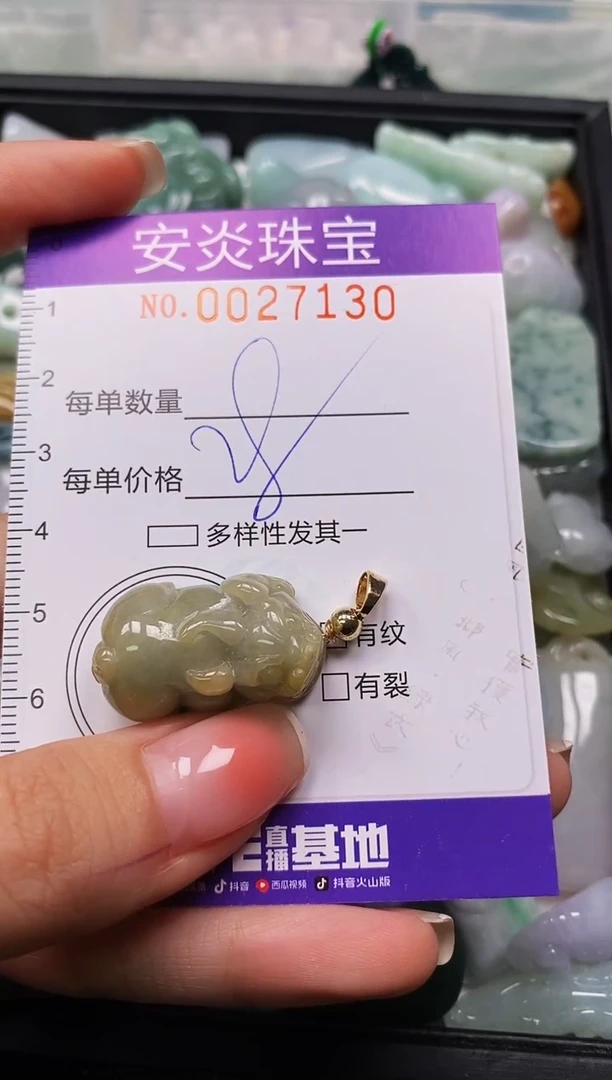 安炎珠宝
NO.0027130
1
2
每单数量
3
每单价格
4
多样性发其一
5
有纹
6
有裂
直播基地
抖音 西瓜视频 抖音火山版